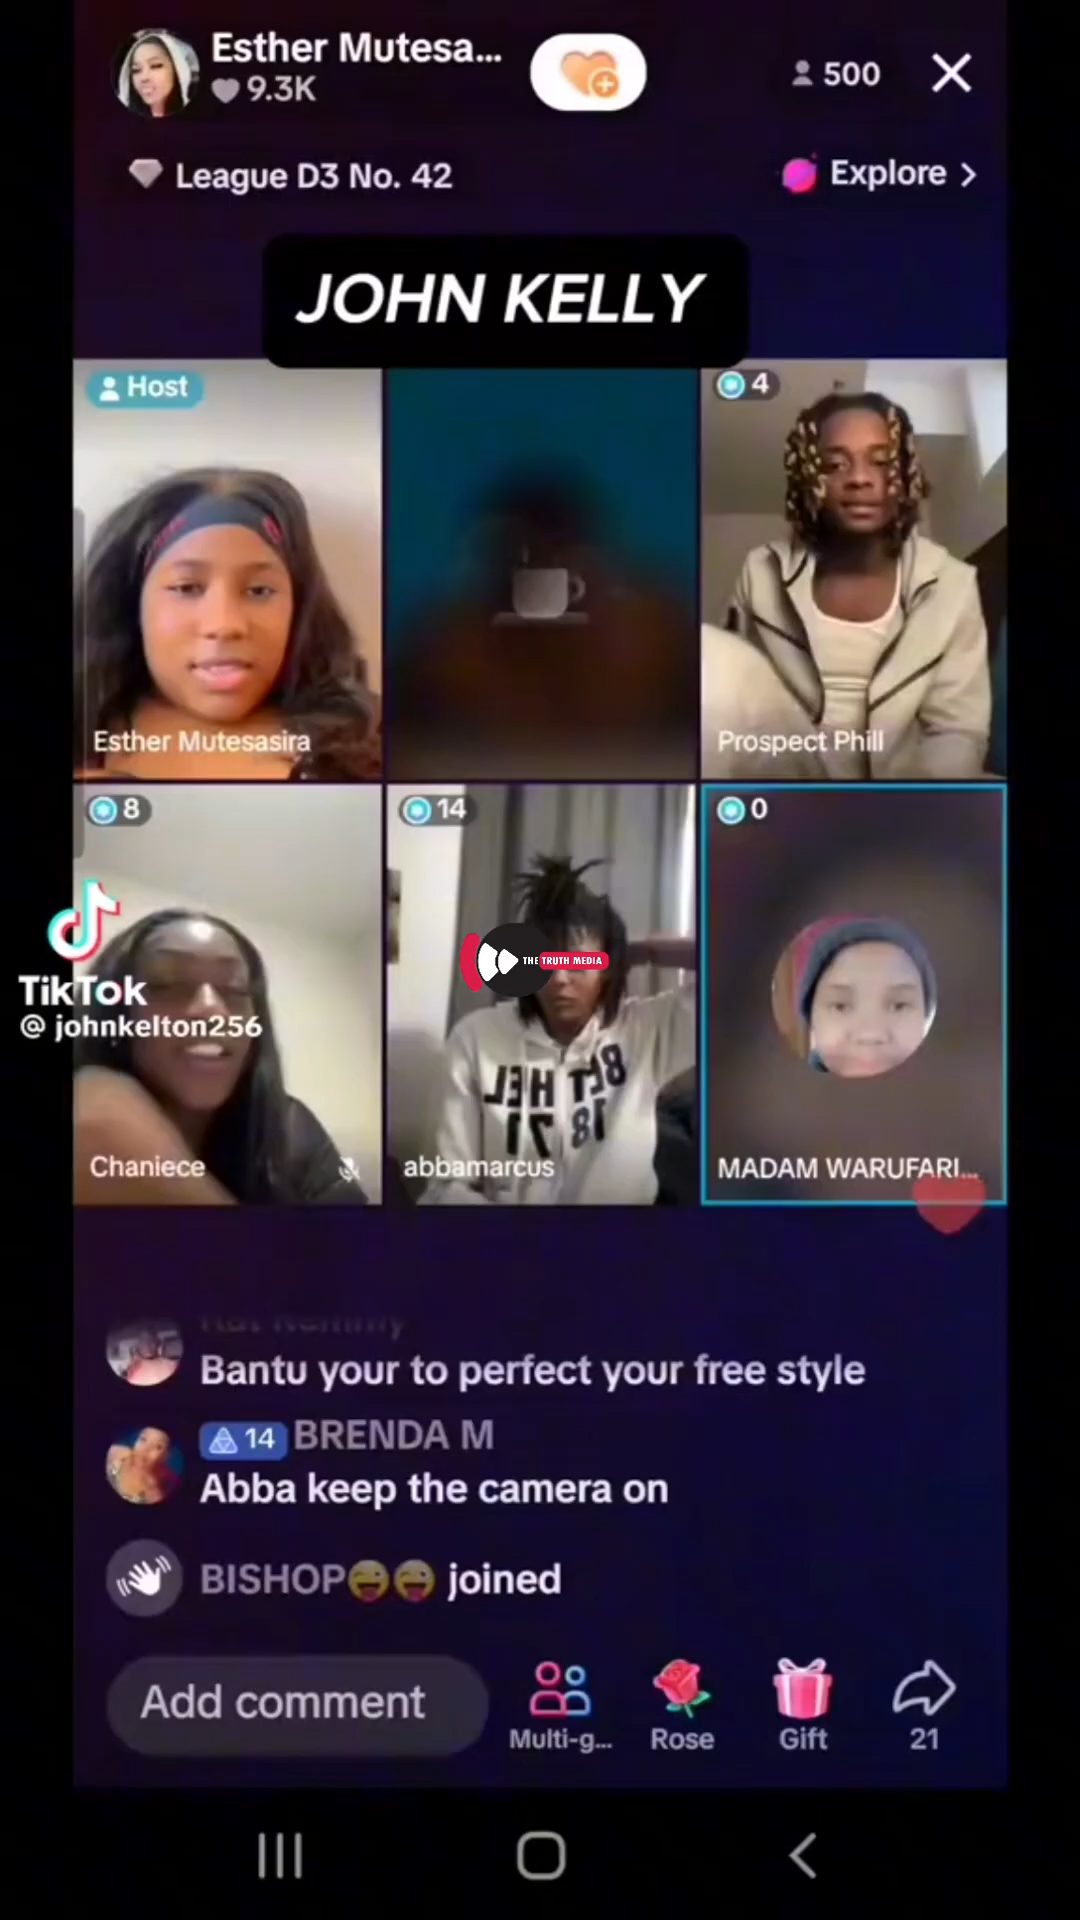 Esther Mutesa...
9.3K
500
League D3 No. 42
Explore
JOHN KELLY
Host
4
Esther Mutesasira
Prospect Phill
8
14
0
THE TRUTH MEDIA
TikTok
@ johnkelton256
Chaniece
abbamarcus
MADAM WARUFARI...
Bantu your to perfect your free style
14 BRENDA M
Abba keep the camera on
BISHOP😜😜 joined
Add comment
Multi-g...
Rose
Gift
21